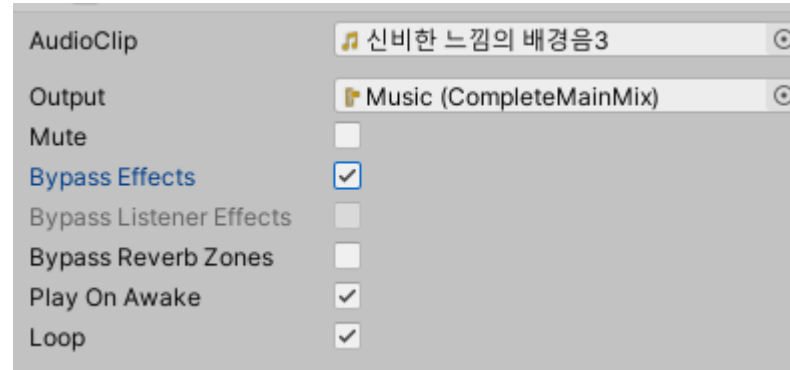 AudioClip 신비한 느낌의 배경음3
Output Music (CompleteMainMix)
Mute
Bypass Effects
Bypass Listener Effects
Bypass Reverb Zones
Play On Awake
Loop